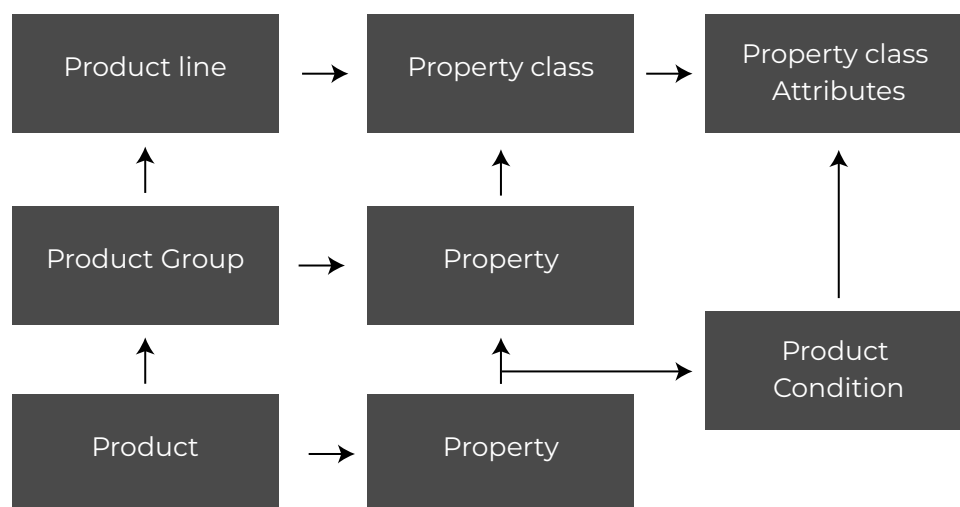 Product line
Property class
Property class
Attributes
Product Group
Property
Product
Condition
Product
Property